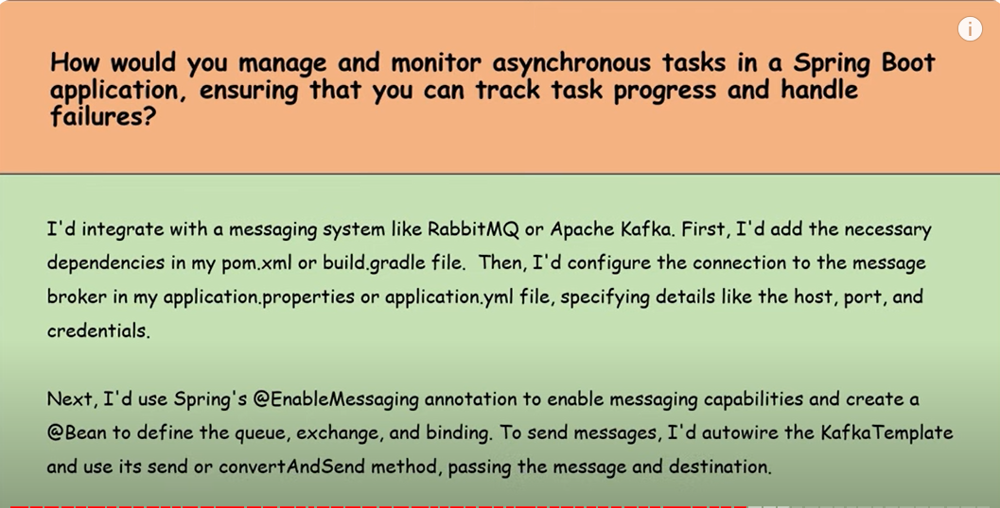 How would you manage and monitor asynchronous tasks in a Spring Boot
application, ensuring that you can track task progress and handle
failures?
I'd integrate with a messaging system like RabbitMQ or Apache Kafka. First, I'd add the necessary
dependencies in my pom.xml or build.gradle file. Then, I'd configure the connection to the message
broker in my application.properties or application.yml file, specifying details like the host, port, and
credentials.
Next, I'd use Spring's @EnableMessaging annotation to enable messaging capabilities and create a
@Bean to define the queue, exchange, and binding. To send messages, I'd autowire the KafkaTemplate
and use its send or convertAndSend method, passing the message and destination.